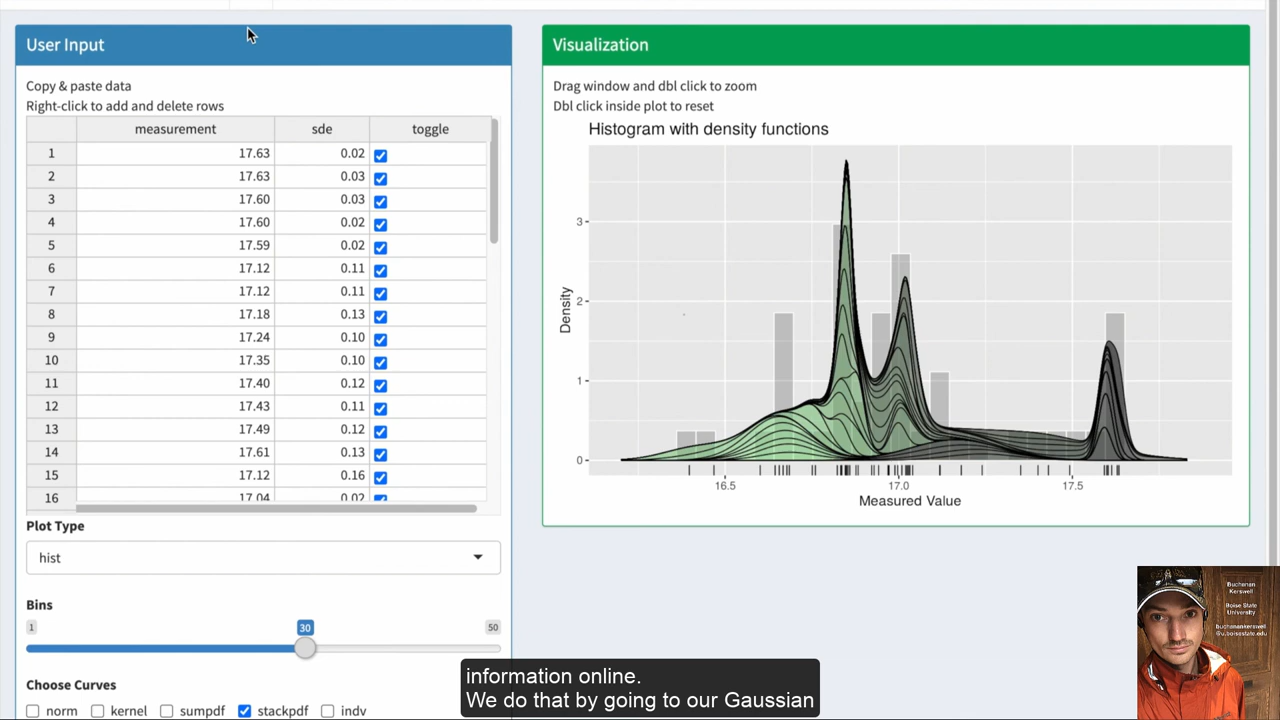 User Input
Copy & paste data
Right-click to add and delete rows
measurement sde toggle
1 17.63 0.02
2 17.63 0.03
3 17.60 0.03
4 17.60 0.02
5 17.59 0.02
6 17.12 0.11
7 17.12 0.11
8 17.18 0.13
9 17.24 0.10
10 17.35 0.10
11 17.40 0.12
12 17.43 0.11
13 17.49 0.12
14 17.61 0.13
15 17.12 0.16
16 17.04 0.02
Plot Type
hist
Bins
1 30 50
Choose Curves
norm kernel sumpdf stackpdf indv
Visualization
Drag window and dbl click to zoom
Dbl click inside plot to reset
Histogram with density functions
Density
3
2
1
0
16.5 17.0 17.5
Measured Value
Buchanan
Kerswell
Boise State
University
buchanankerswell
@u.boisestate.edu
information online.
We do that by going to our Gaussian